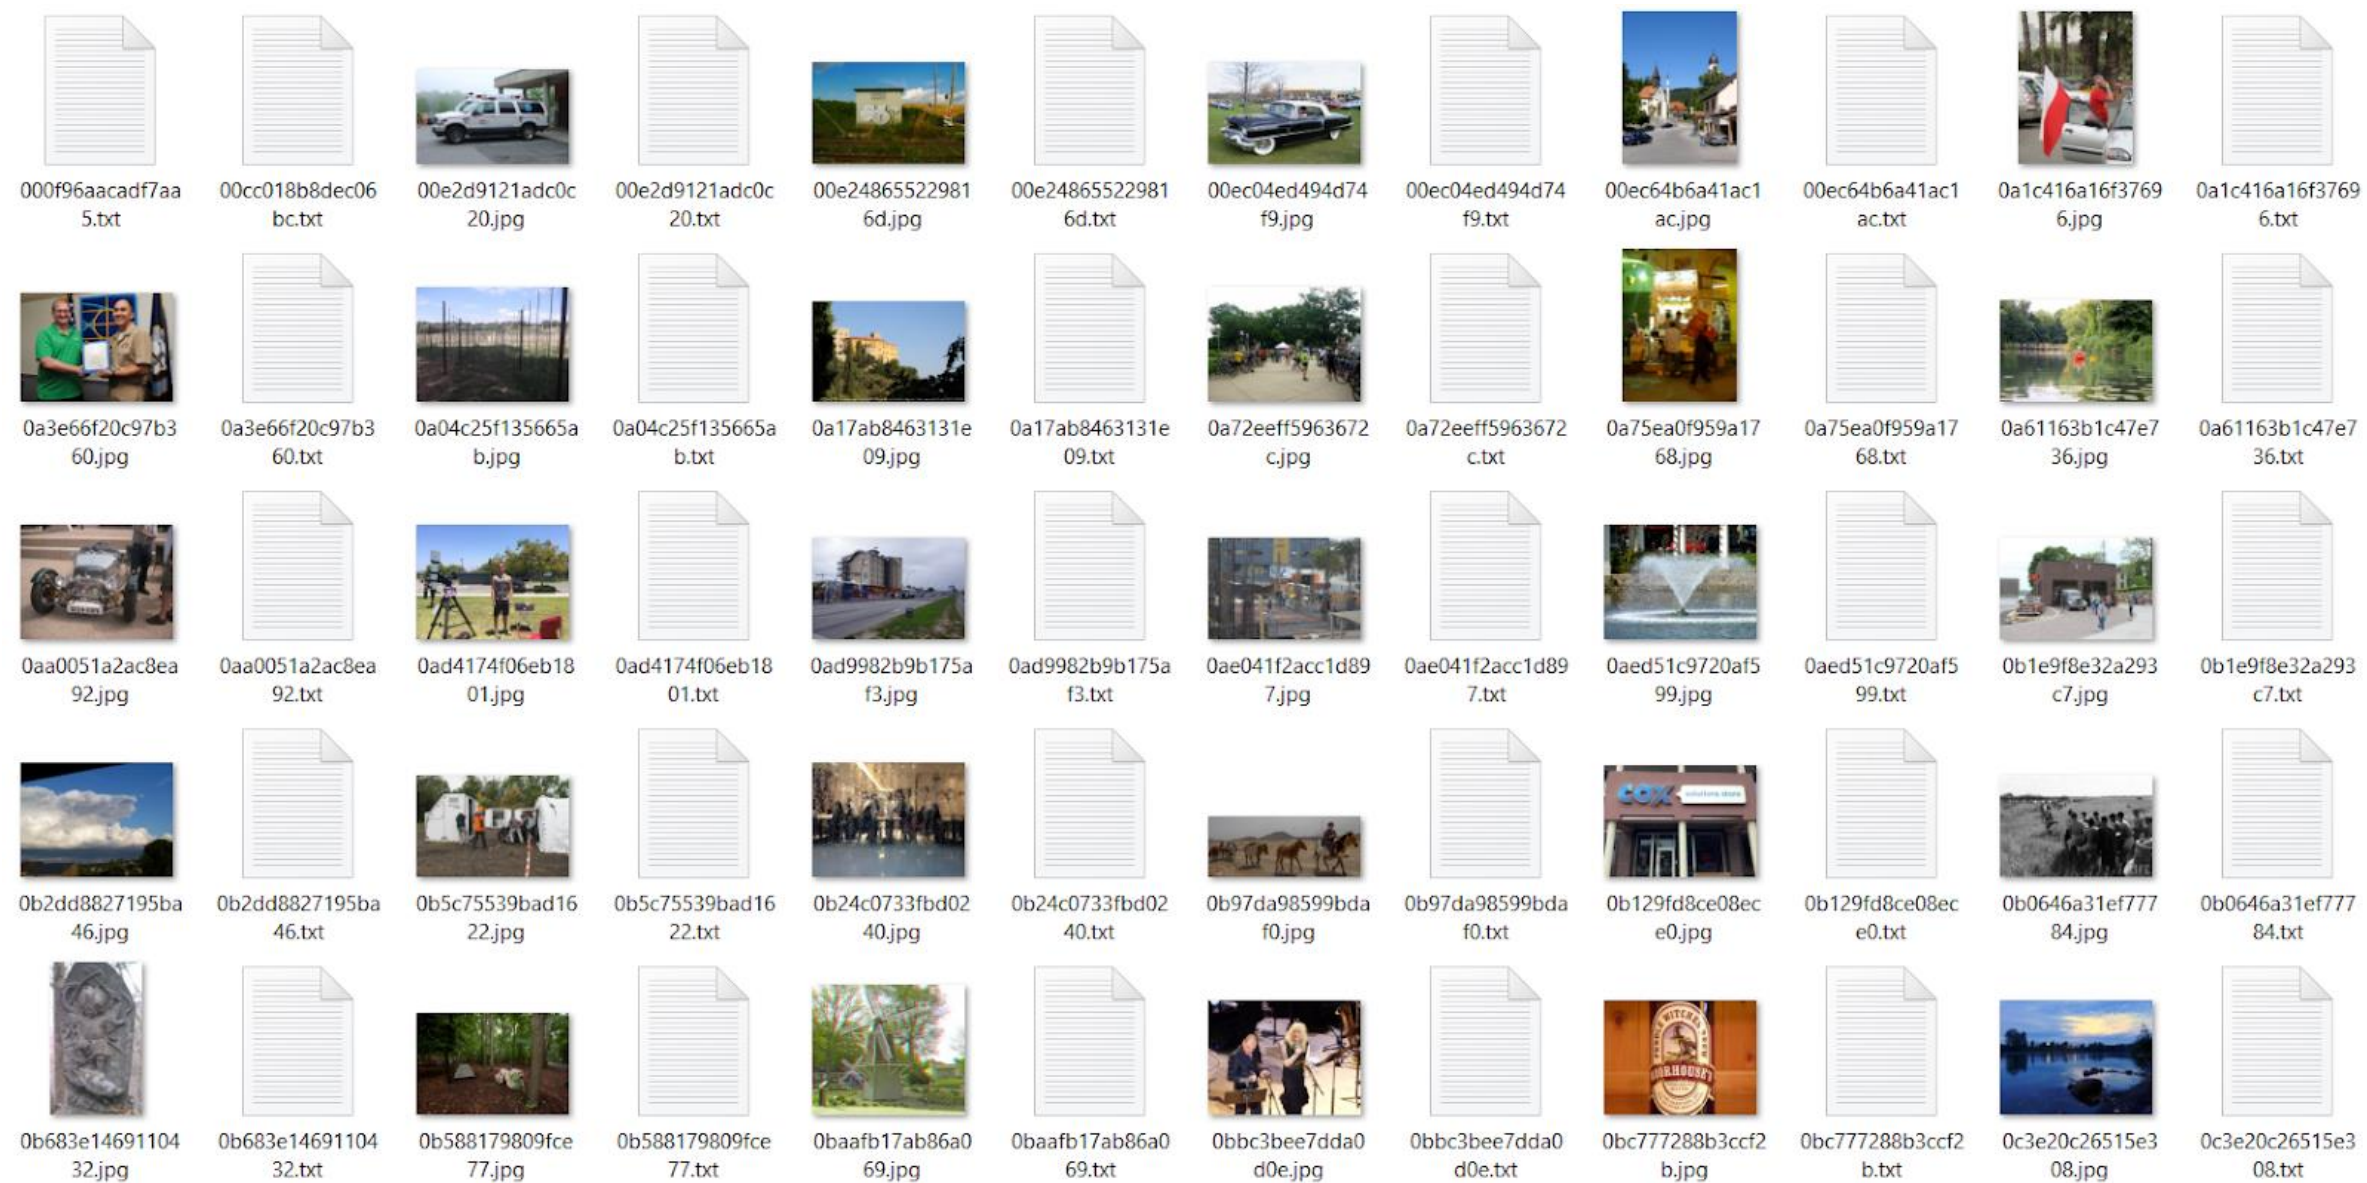 000f96aacadf7aa
5.txt
00cc018b8dec06
bc.txt
00e2d9121adc0c
20.jpg
00e2d9121adc0c
20.txt
00e24865522981
6d.jpg
00e24865522981
6d.txt
00ec04ed494d74
f9.jpg
00ec04ed494d74
f9.txt
00ec64b6a41ac1
ac.jpg
00ec64b6a41ac1
ac.txt
0a1c416a16f3769
6.jpg
0a1c416a16f3769
6.txt
0a3e66f20c97b3
60.jpg
0a3e66f20c97b3
60.txt
0a04c25f135665a
b.jpg
0a04c25f135665a
b.txt
0a17ab8463131e
09.jpg
0a17ab8463131e
09.txt
0a72eeff5963672
c.jpg
0a72eeff5963672
c.txt
0a75ea0f959a17
68.jpg
0a75ea0f959a17
68.txt
0a61163b1c47e7
36.jpg
0a61163b1c47e7
36.txt
0aa0051a2ac8ea
92.jpg
0aa0051a2ac8ea
92.txt
0ad4174f06eb18
01.jpg
0ad4174f06eb18
01.txt
0ad9982b9b175a
f3.jpg
0ad9982b9b175a
f3.txt
0ae041f2acc1d89
7.jpg
0ae041f2acc1d89
7.txt
0aed51c9720af5
99.jpg
0aed51c9720af5
99.txt
0b1e9f8e32a293
c7.jpg
0b1e9f8e32a293
c7.txt
cox solutions store
0b2dd8827195ba
46.jpg
0b2dd8827195ba
46.txt
0b5c75539bad16
22.jpg
0b5c75539bad16
22.txt
0b24c0733fbd02
40.jpg
0b24c0733fbd02
40.txt
0b97da98599bda
f0.jpg
0b97da98599bda
f0.txt
0b129fd8ce08ec
e0.jpg
0b129fd8ce08ec
e0.txt
0b0646a31ef777
84.jpg
0b0646a31ef777
84.txt
0b683e14691104
32.jpg
0b683e14691104
32.txt
0b588179809fce
77.jpg
0b588179809fce
77.txt
0baafb17ab86a0
69.jpg
0baafb17ab86a0
69.txt
0bbc3bee7dda0
d0e.jpg
0bbc3bee7dda0
d0e.txt
0bc777288b3ccf2
b.jpg
0bc777288b3ccf2
b.txt
0c3e20c26515e3
08.jpg
0c3e20c26515e3
08.txt